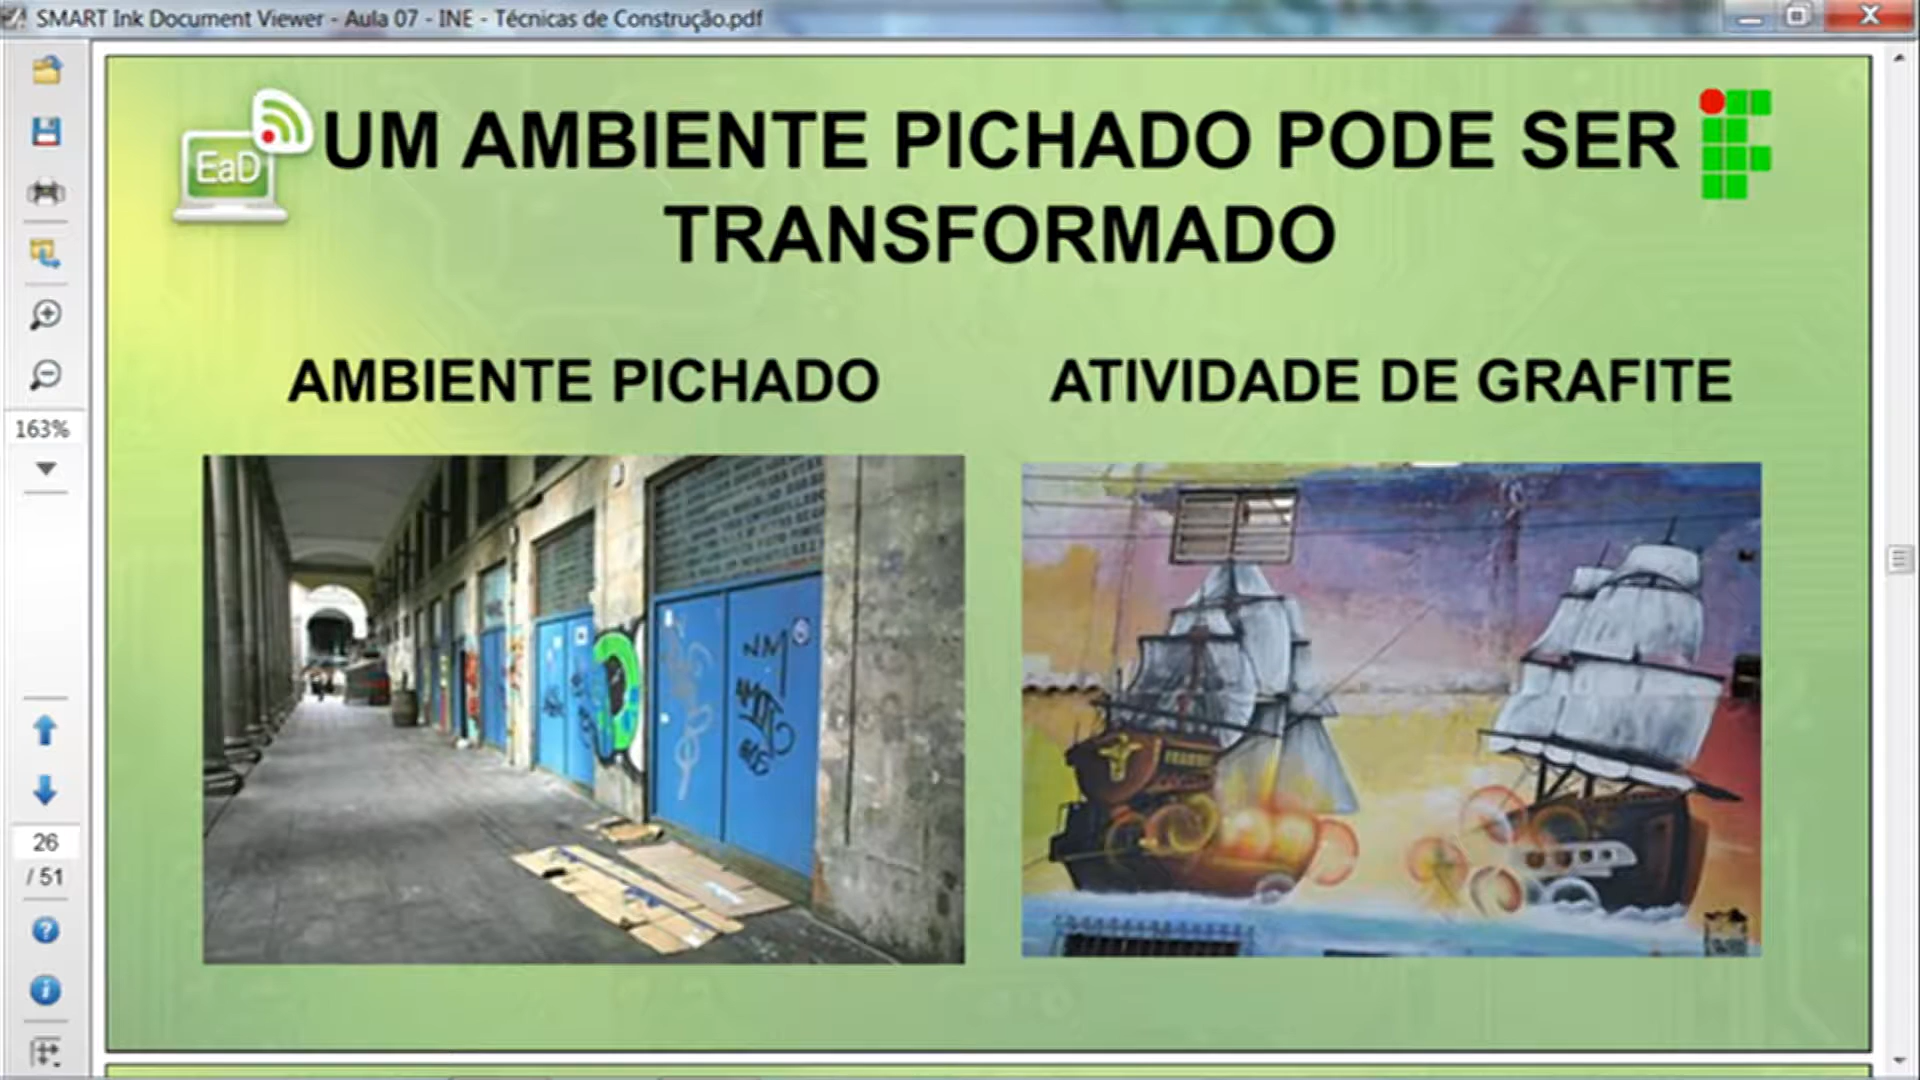 SMART Ink Document Viewer - Aula 07 - INE - Técnicas de Construção.pdf
EaD
UM AMBIENTE PICHADO PODE SER
TRANSFORMADO
AMBIENTE PICHADO
ATIVIDADE DE GRAFITE
163%
26
/ 51